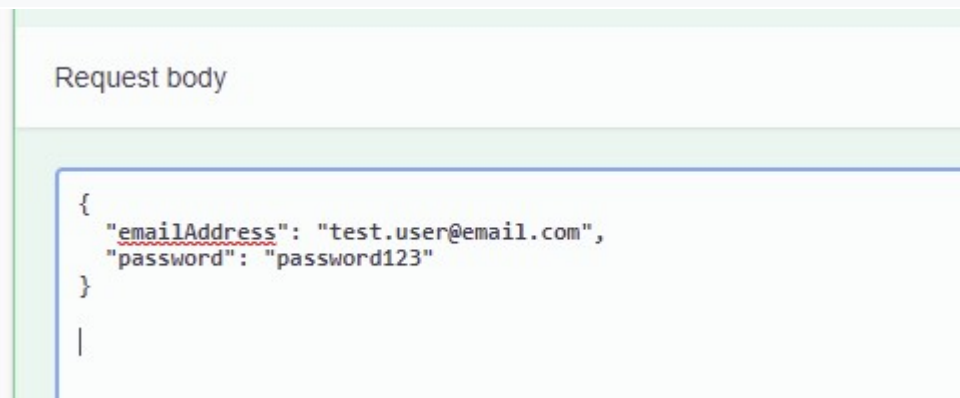 Request body
{
"emailAddress": "test.user@email.com",
"password": "password123"
}